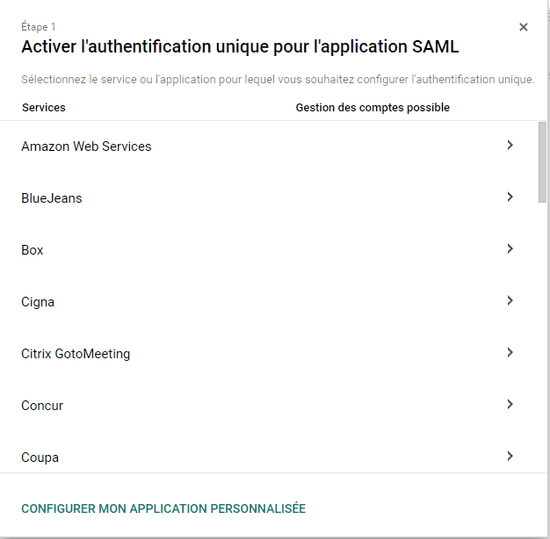 Étape 1
Activer l'authentification unique pour l'application SAML
Sélectionnez le service ou l'application pour lequel vous souhaitez configurer l'authentification unique.
Services Gestion des comptes possible
Amazon Web Services
BlueJeans
Box
Cigna
Citrix GotoMeeting
Concur
Coupa
CONFIGURER MON APPLICATION PERSONNALISÉE